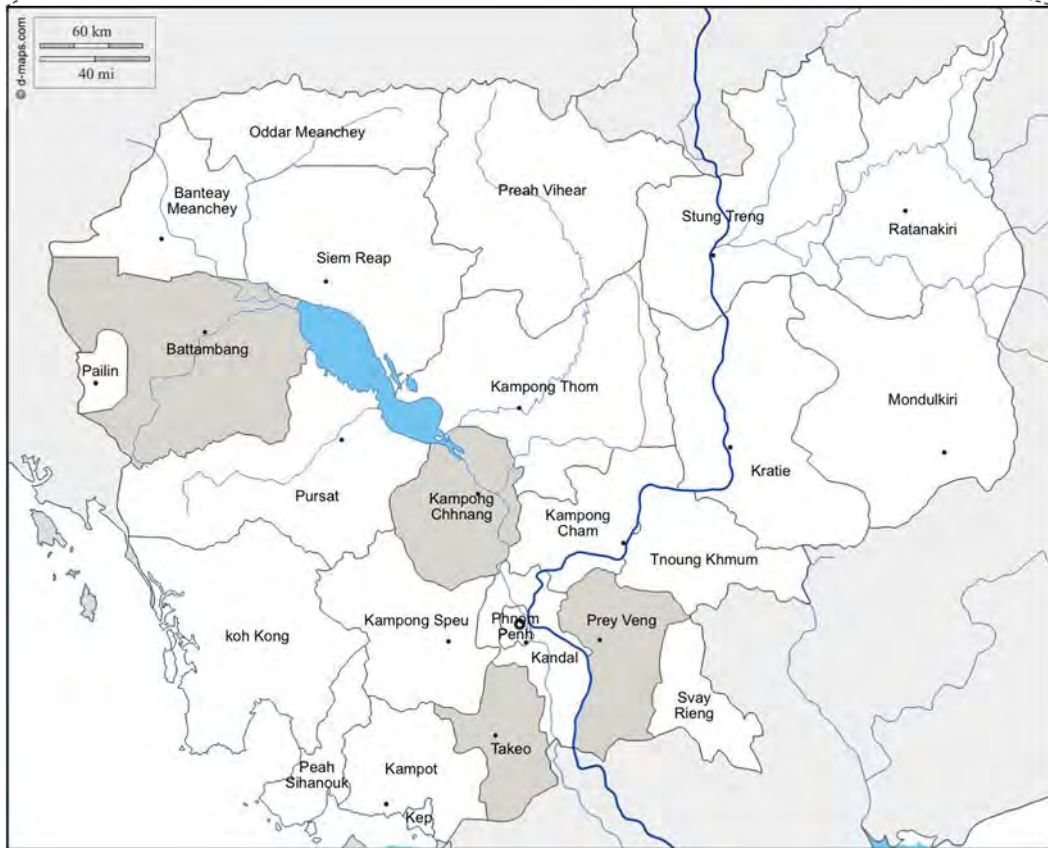 © d-maps.com
60 km
40 mi
Oddar Meanchey
Banteay
Meanchey
Preah Vihear
Stung Treng
Ratanakiri
Siem Reap
Battambang
Pailin
Kampong Thom
Mondulkiri
Pursat
Kampong
Chhnang
Kratie
Kampong
Cham
Tnoung Khmum
koh Kong
Kampong Speu
Phnom
Penh
Prey Veng
Kandal
Svay
Rieng
Takeo
Peah
Sihanouk
Kampot
Kep